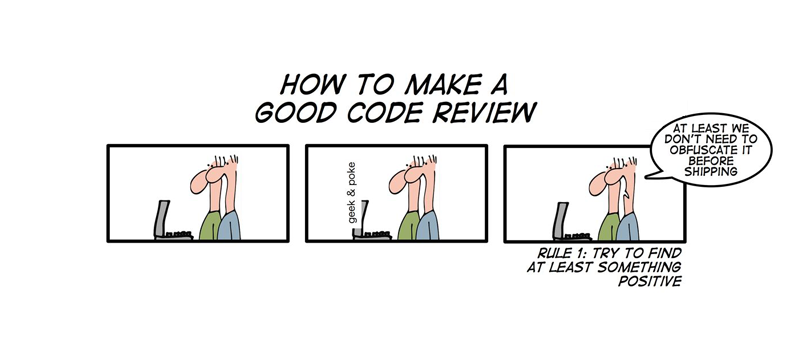 HOW TO MAKE A
GOOD CODE REVIEW
geek & poke
AT LEAST WE
DON'T NEED TO
OBFUSCATE IT
BEFORE
SHIPPING
RULE 1: TRY TO FIND
AT LEAST SOMETHING
POSITIVE